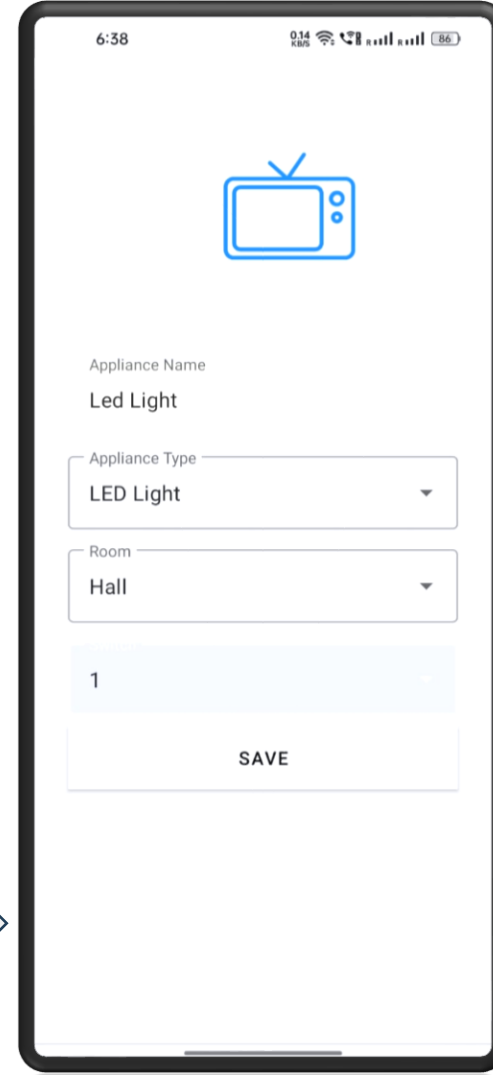 6:38
0.14
KB/S
R
R
86
Appliance Name
Led Light
Appliance Type
LED Light
Room
Hall
1
SAVE